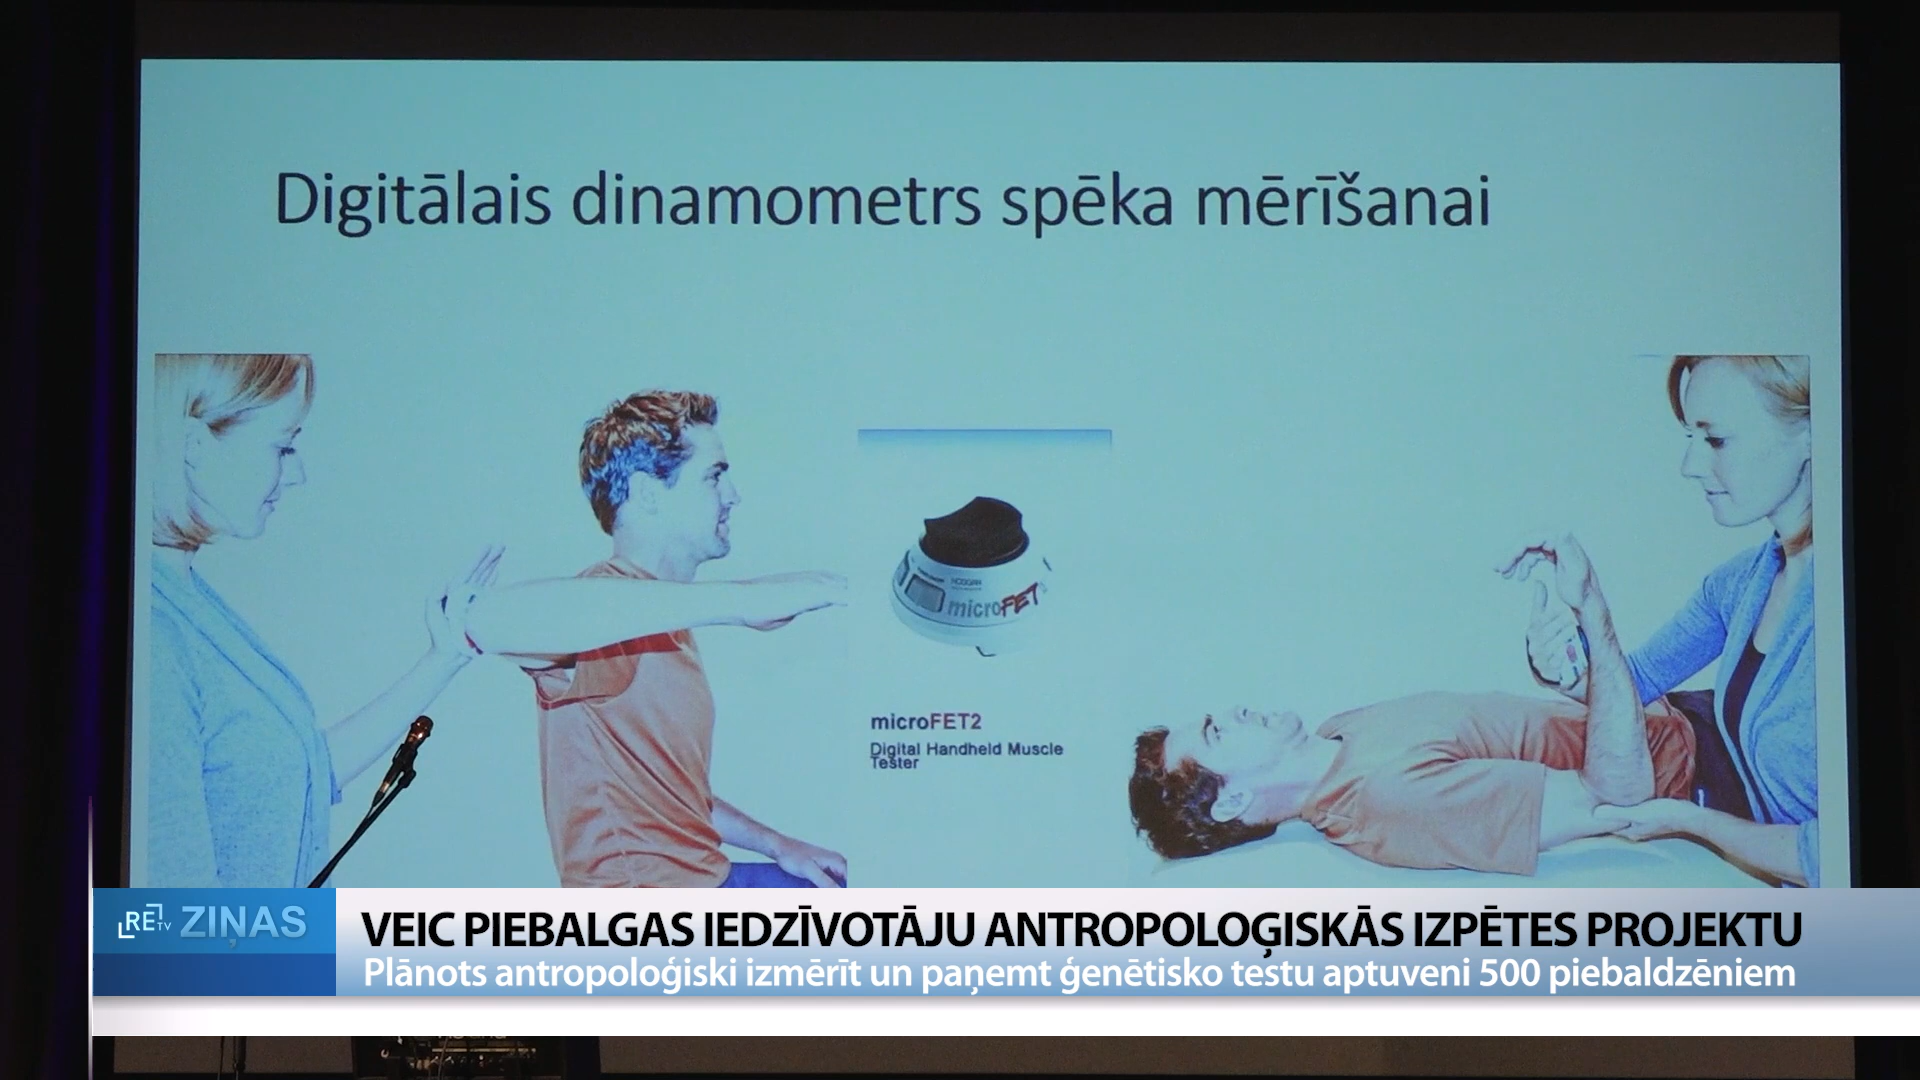 Digitālais dinamometrs spēka mērīšanai
HOGGAN
microFET
microFET2
Digital Handheld Muscle
Tester
RE TV ZIŅAS
VEIC PIEBALGAS IEDZĪVOTĀJU ANTROPOLOĢISKĀS IZPĒTES PROJEKTU
Plānots antropoloģiski izmērīt un paņemt ģenētisko testu aptuveni 500 piebaldzēniem